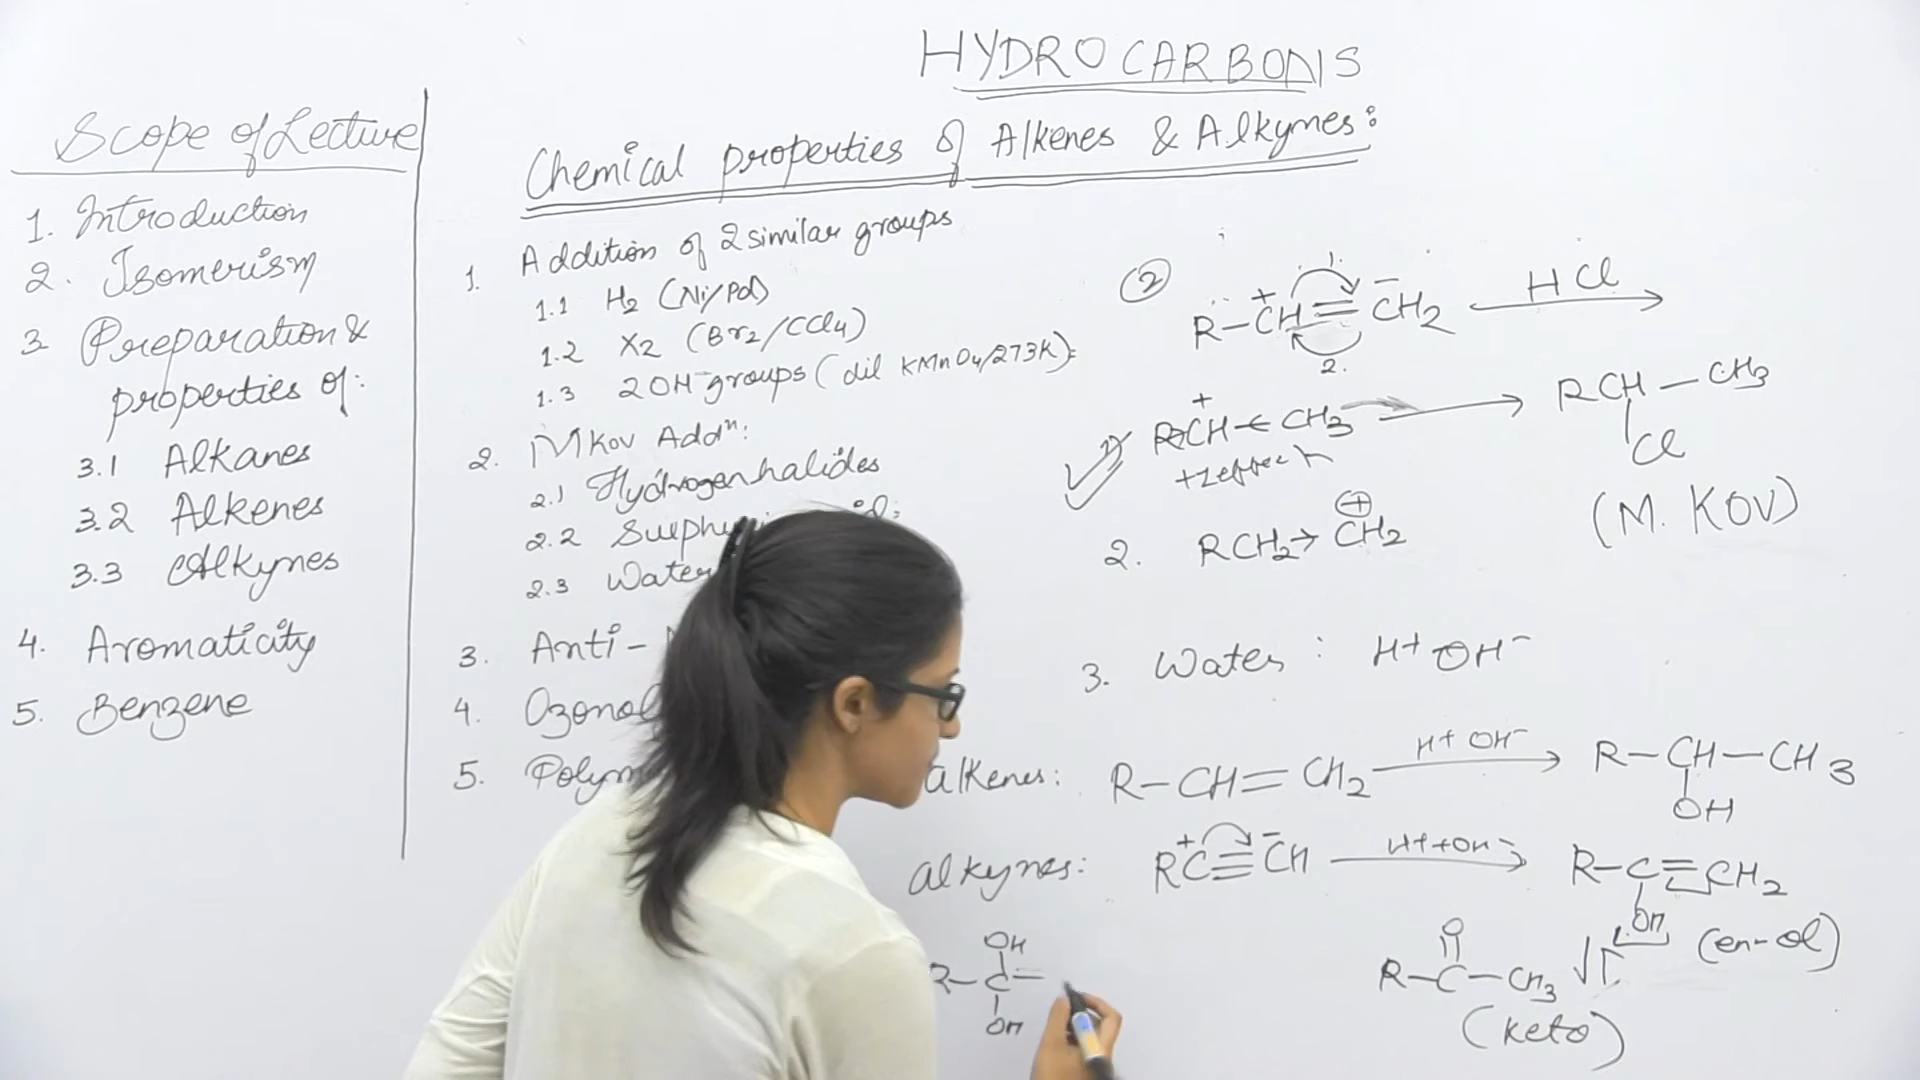 HYDROCARBONS
Scope of Lecture
1. Introduction
2. Isomerism
3 Preparation &
properties of:
3.1 Alkanes
3.2 Alkenes
3.3 Alkynes
4. Aromaticity
5. Benzene
Chemical properties of Alkenes & Alkynes:
1. Addition of 2 similar groups
1.1 H2 (Ni/Pd)
1.2 X2 (Br2/CCl4)
1.3 2 OH- groups (dil KMnO4/273K):
2. MKov Addn:
2.1 Hydrogen halides
2.2
2.3 Water
3. Anti-
4.
5.
2
R-CH≡CH2 HCl
+ -
1.
2.
+
1) RCH-CH3 RCH-CH3
Cl
(M. KOV)
2. RCH2→CH2
+
3. Water: H+ OH-
alkenes: R-CH=CH2 H+ OH- R-CH-CH3
OH
alkynes: RC≡CH H++OH- R-C=CH2
+ -
OH
(en-ol)
OH
R-C-
OH
O
R-C-CH3
(keto)